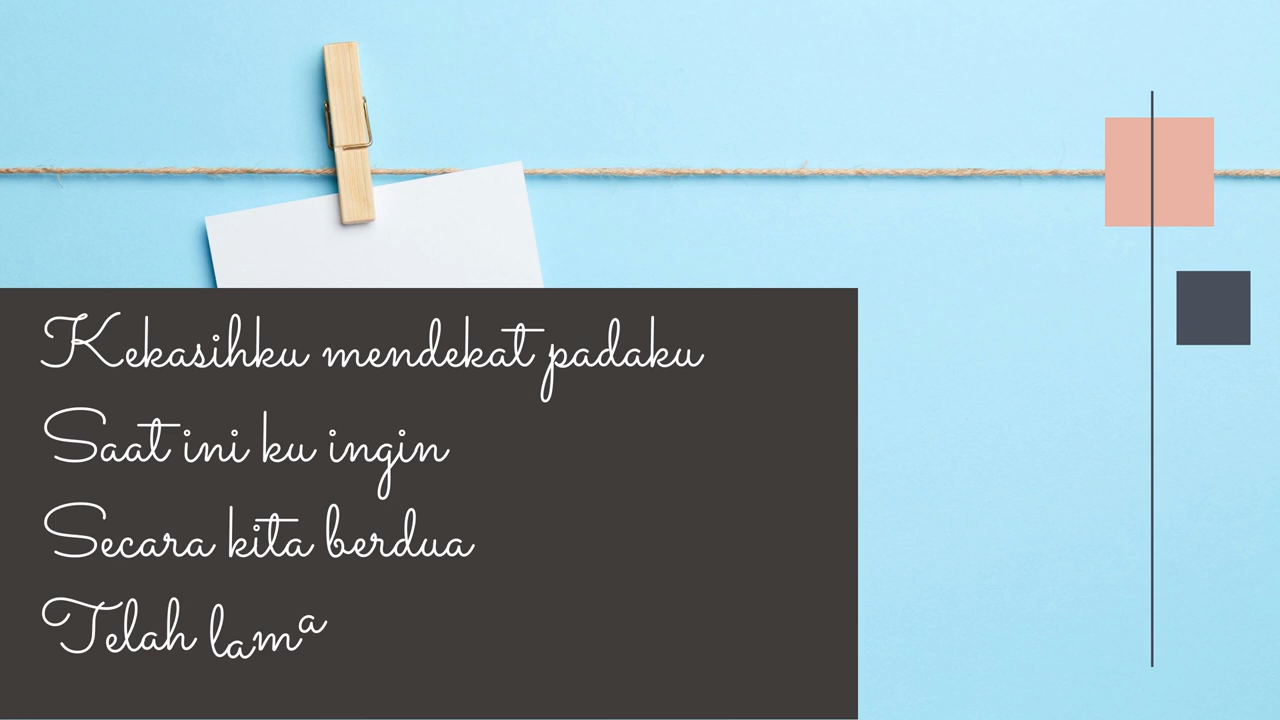 Kekasihku mendekat padaku
Saat ini ku ingin
Secara kita berdua
Telah lama